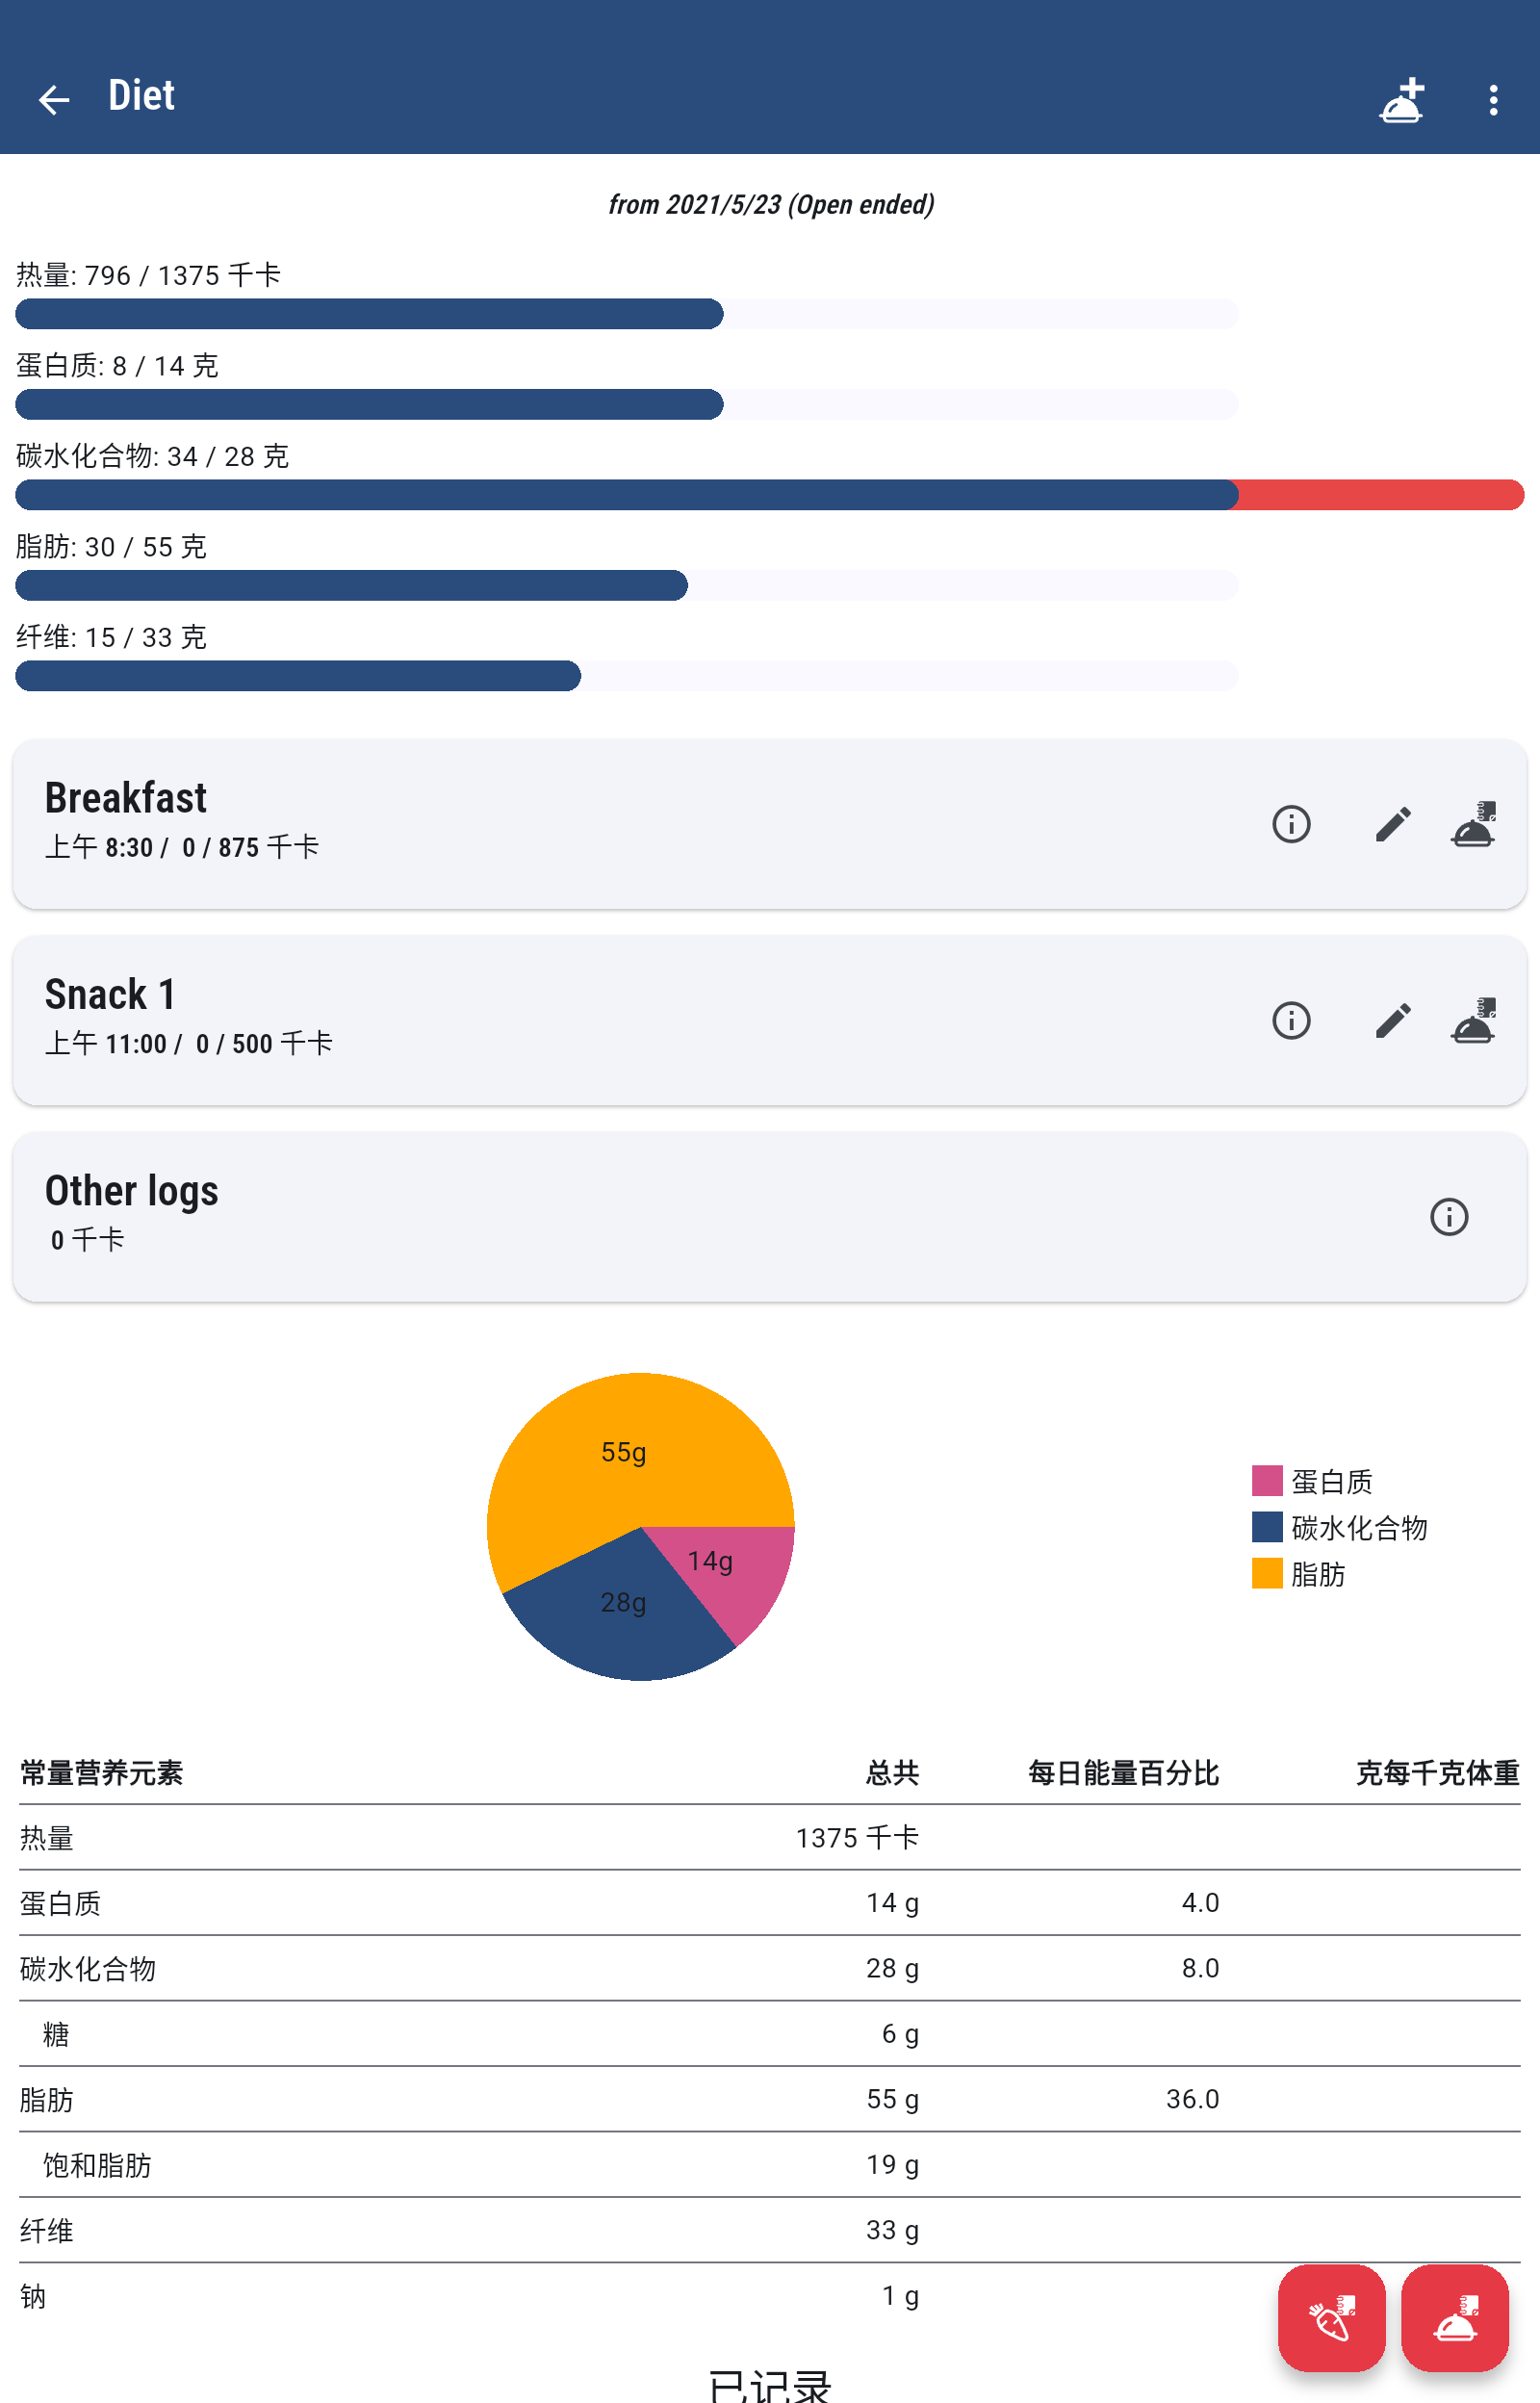 Diet
from 2021/5/23 (Open ended)
热量: 796 / 1375 千卡
蛋白质: 8 / 14 克
碳水化合物: 34 / 28 克
脂肪: 30 / 55 克
纤维: 15 / 33 克
Breakfast
上午 8:30 / 0 / 875 千卡
Snack 1
上午 11:00 / 0 / 500 千卡
Other logs
0 千卡
55g
14g
28g
蛋白质
碳水化合物
脂肪
常量营养元素 总共 每日能量百分比 克每千克体重
热量 1375 千卡
蛋白质 14 g 4.0
碳水化合物 28 g 8.0
糖 6 g
脂肪 55 g 36.0
饱和脂肪 19 g
纤维 33 g
钠 1 g
已记录